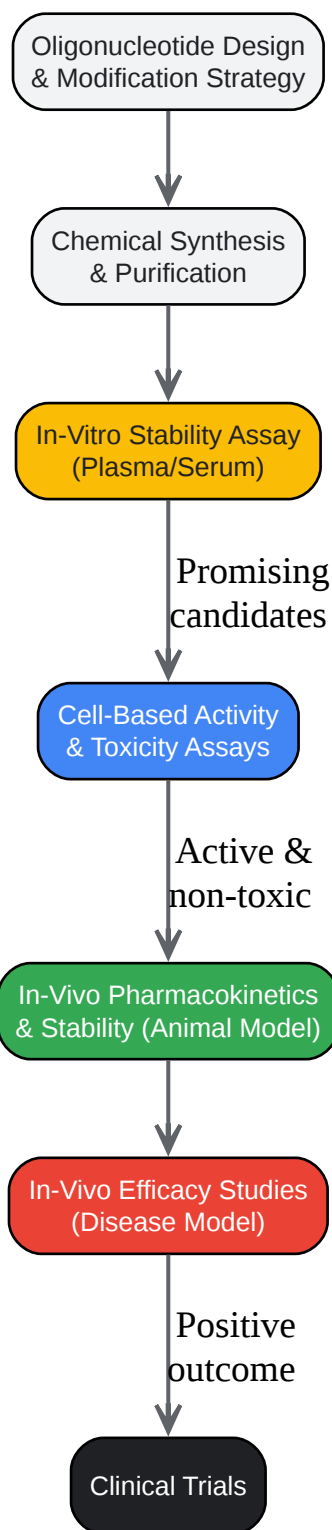 Oligonucleotide Design
& Modification Strategy
Chemical Synthesis
& Purification
In-Vitro Stability Assay
(Plasma/Serum)
Promising
candidates
Cell-Based Activity
& Toxicity Assays
Active &
non-toxic
In-Vivo Pharmacokinetics
& Stability (Animal Model)
In-Vivo Efficacy Studies
(Disease Model)
Positive
outcome
Clinical Trials